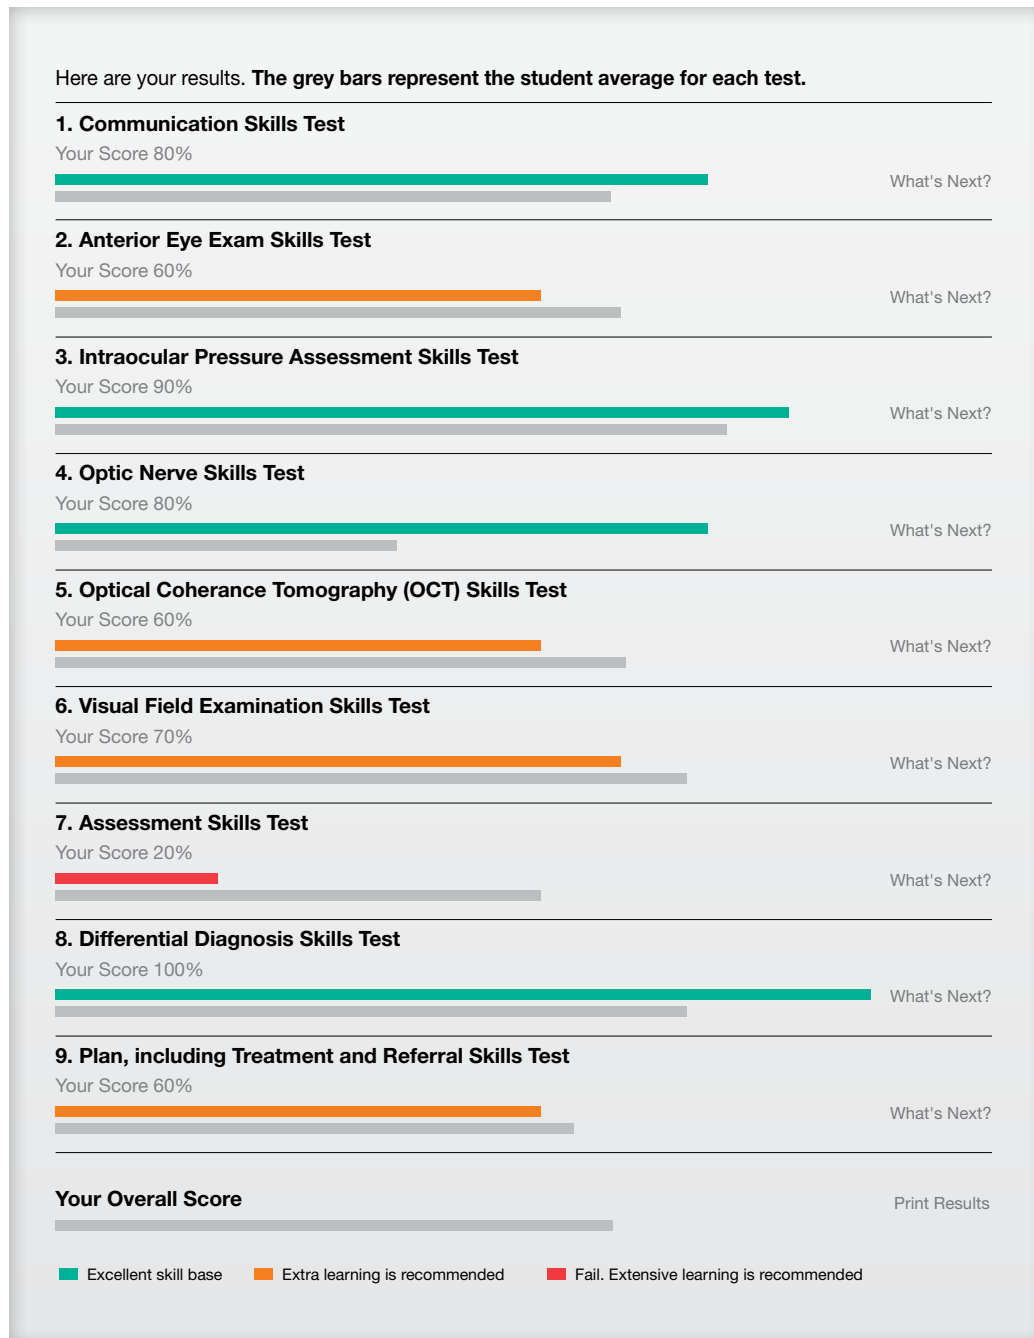 Here are your results. The grey bars represent the student average for each test.
1. Communication Skills Test
Your Score 80%
What's Next?
2. Anterior Eye Exam Skills Test
Your Score 60%
What's Next?
3. Intraocular Pressure Assessment Skills Test
Your Score 90%
What's Next?
4. Optic Nerve Skills Test
Your Score 80%
What's Next?
5. Optical Coherance Tomography (OCT) Skills Test
Your Score 60%
What's Next?
6. Visual Field Examination Skills Test
Your Score 70%
What's Next?
7. Assessment Skills Test
Your Score 20%
What's Next?
8. Differential Diagnosis Skills Test
Your Score 100%
What's Next?
9. Plan, including Treatment and Referral Skills Test
Your Score 60%
What's Next?
Your Overall Score
Print Results
Excellent skill base
Extra learning is recommended
Fail. Extensive learning is recommended